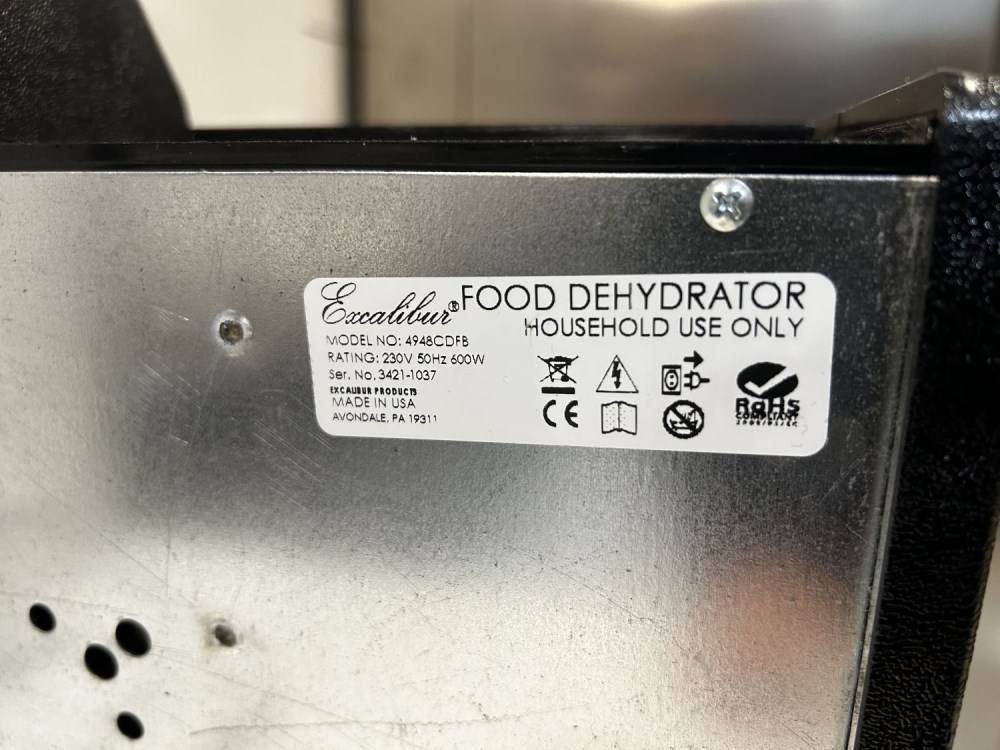 Excalibur® FOOD DEHYDRATOR
HOUSEHOLD USE ONLY
MODEL NO: 4948CDFB
RATING: 230V 50Hz 600W
Ser. No. 3421-1037
EXCALIBUR PRODUCTS
MADE IN USA
AVONDALE, PA 19311
CE
RoHS
COMPLIANT